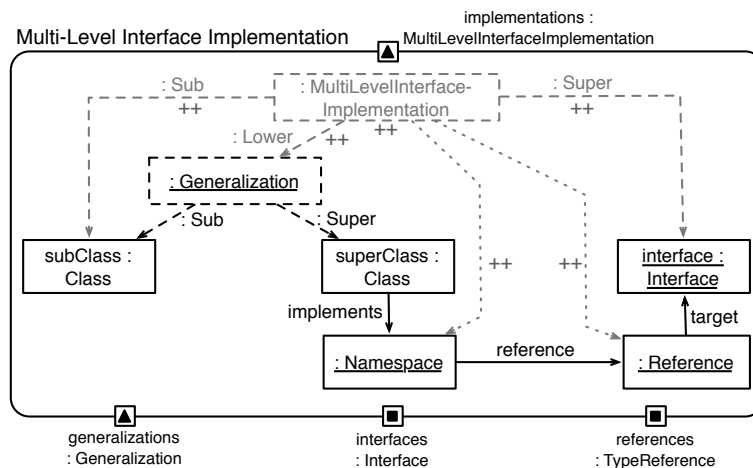 implementations :
Multi-Level Interface Implementation
MultiLevelInterfaceImplementation
: Sub
++
: MultiLevelInterface-
Implementation
++
: Super
++
: Lower
++
: Generalization
: Sub
: Super
subClass :
Class
superClass :
Class
interface :
Interface
++
++
implements
target
: Namespace
reference
: Reference
generalizations
: Generalization
interfaces
: Interface
references
: TypeReference